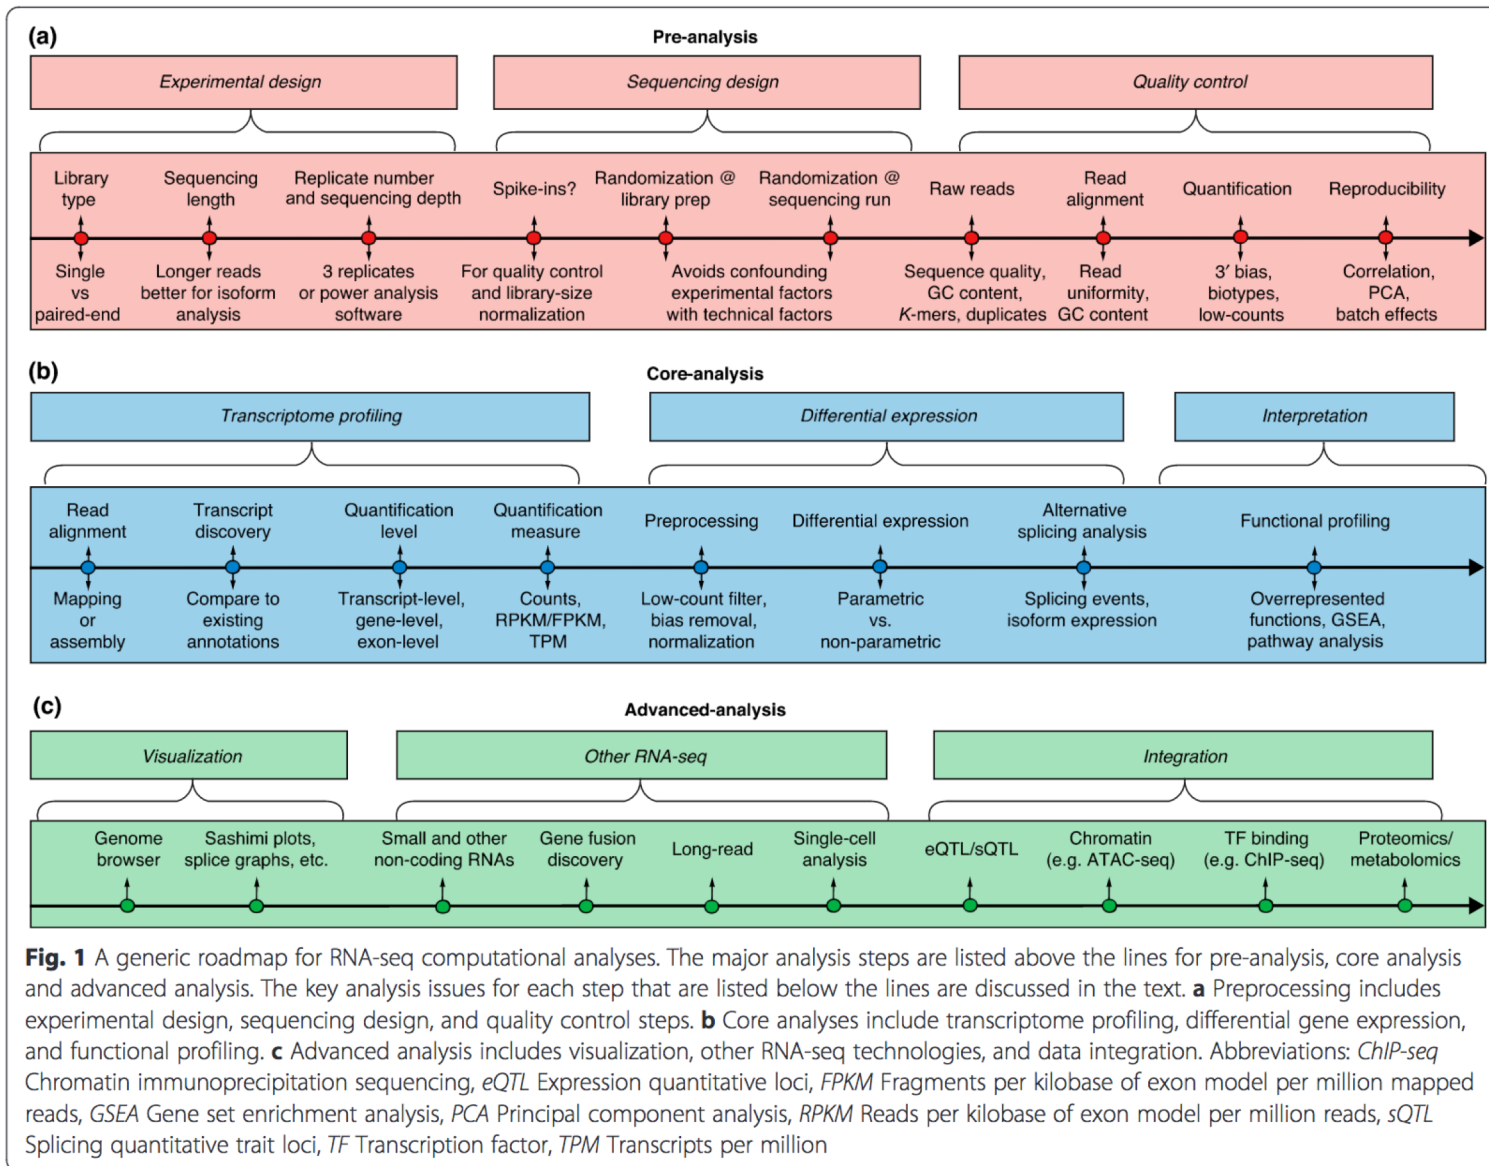 (a)
Pre-analysis
Experimental design
Sequencing design
Quality control
Library
type
Sequencing
length
Replicate number
and sequencing depth
Spike-ins?
Randomization @
library prep
Randomization @
sequencing run
Raw reads
Read
alignment
Quantification
Reproducibility
Single
vs
paired-end
Longer reads
better for isoform
analysis
3 replicates
or power analysis
software
For quality control
and library-size
normalization
Avoids confounding
experimental factors
with technical factors
Sequence quality,
GC content,
K-mers, duplicates
Read
uniformity,
GC content
3′ bias,
biotypes,
low-counts
Correlation,
PCA,
batch effects
(b)
Core-analysis
Transcriptome profiling
Differential expression
Interpretation
Read
alignment
Transcript
discovery
Quantification
level
Quantification
measure
Preprocessing
Differential expression
Alternative
splicing analysis
Functional profiling
Mapping
or
assembly
Compare to
existing
annotations
Transcript-level,
gene-level,
exon-level
Counts,
RPKM/FPKM,
TPM
Low-count filter,
bias removal,
normalization
Parametric
vs.
non-parametric
Splicing events,
isoform expression
Overrepresented
functions, GSEA,
pathway analysis
(c)
Advanced-analysis
Visualization
Other RNA-seq
Integration
Genome
browser
Sashimi plots,
splice graphs, etc.
Small and other
non-coding RNAs
Gene fusion
discovery
Long-read
Single-cell
analysis
eQTL/sQTL
Chromatin
(e.g. ATAC-seq)
TF binding
(e.g. ChIP-seq)
Proteomics/
metabolomics
Fig. 1 A generic roadmap for RNA-seq computational analyses. The major analysis steps are listed above the lines for pre-analysis, core analysis
and advanced analysis. The key analysis issues for each step that are listed below the lines are discussed in the text. a Preprocessing includes
experimental design, sequencing design, and quality control steps. b Core analyses include transcriptome profiling, differential gene expression,
and functional profiling. c Advanced analysis includes visualization, other RNA-seq technologies, and data integration. Abbreviations: ChIP-seq
Chromatin immunoprecipitation sequencing, eQTL Expression quantitative loci, FPKM Fragments per kilobase of exon model per million mapped
reads, GSEA Gene set enrichment analysis, PCA Principal component analysis, RPKM Reads per kilobase of exon model per million reads, sQTL
Splicing quantitative trait loci, TF Transcription factor, TPM Transcripts per million